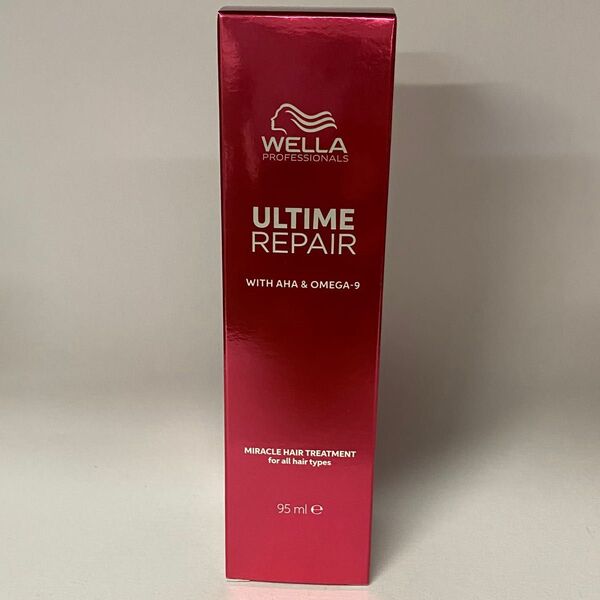 WELLA
PROFESSIONALS
ULTIME
REPAIR
WITH AHA & OMEGA-9
MIRACLE HAIR TREATMENT
for all hair types
95 ml ℮